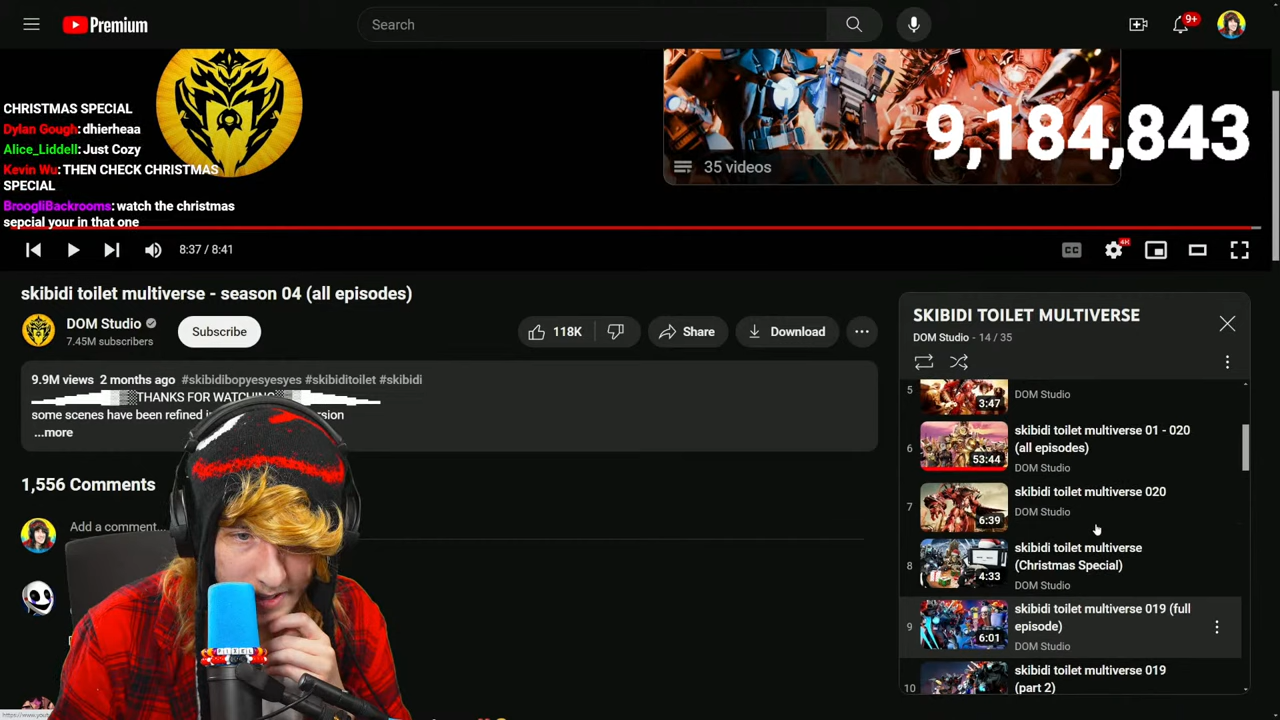 Premium
Search
9+
CHRISTMAS SPECIAL
Dylan Gough: dhierheaa
Alice_Liddell: Just Cozy
Kevin Wu: THEN CHECK CHRISTMAS
SPECIAL
BroogliBackrooms: watch the christmas
sepcial your in that one
9,184,843
35 videos
8:37 / 8:41
CC
4K
skibidi toilet multiverse - season 04 (all episodes)
DOM Studio
7.45M subscribers
Subscribe
118K
Share
Download
9.9M views 2 months ago #skibidibopyesyesyes #skibiditoilet #skibidi
THANKS FOR WATCHING
some scenes have been refined
...more
1,556 Comments
Add a comment...
SKIBIDI TOILET MULTIVERSE
DOM Studio - 14 / 35
5
3:47
DOM Studio
6
53:44
skibidi toilet multiverse 01 - 020
(all episodes)
DOM Studio
7
6:39
skibidi toilet multiverse 020
DOM Studio
8
4:33
skibidi toilet multiverse
(Christmas Special)
DOM Studio
9
6:01
skibidi toilet multiverse 019 (full
episode)
DOM Studio
10
skibidi toilet multiverse 019
(part 2)
PIXEL